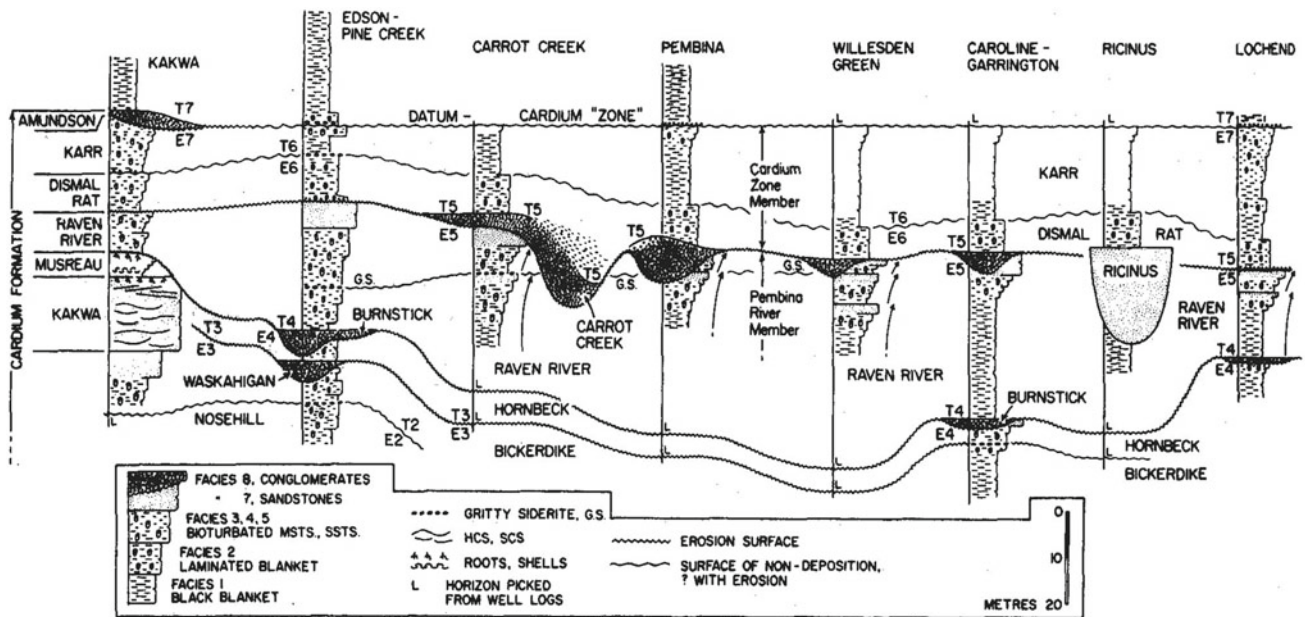 EDSON -
PINE CREEK
KAKWA
CARROT CREEK
PEMBINA
WILLESDEN
GREEN
CAROLINE -
GARRINGTON
RICINUS
LOCHEND
CARDIUM FORMATION
AMUNDSON
KARR
DISMAL
RAT
RAVEN
RIVER
MUSREAU
KAKWA
T7
E7
DATUM -
CARDIUM "ZONE"
L
L
L
L
T7
E7
T6
E6
Cardium
Zone
Member
KARR
T5
E5
T5
T5
T5
T6
E6
DISMAL
RAT
T5
E5
T5
E5
G.S.
G.S.
G.S.
RICINUS
CARROT
CREEK
Pembina
River
Member
RAVEN
RIVER
T3
E3
T4
E4
BURNSTICK
WASKAHIGAN
RAVEN RIVER
RAVEN RIVER
T4
E4
L
NOSEHILL
T2
E2
L
L
T3
E3
HORNBECK
BICKERDIKE
L
L
L
L
T4
E4
BURNSTICK
L
L
HORNBECK
BICKERDIKE
FACIES 8, CONGLOMERATES
" 7, SANDSTONES
FACIES 3, 4, 5
BIOTURBATED MSTS., SSTS.
FACIES 2
LAMINATED BLANKET
FACIES 1
BLACK BLANKET
GRITTY SIDERITE, G.S.
HCS, SCS
ROOTS, SHELLS
L HORIZON PICKED
FROM WELL LOGS
EROSION SURFACE
SURFACE OF NON-DEPOSITION,
? WITH EROSION
0
10
METRES 20